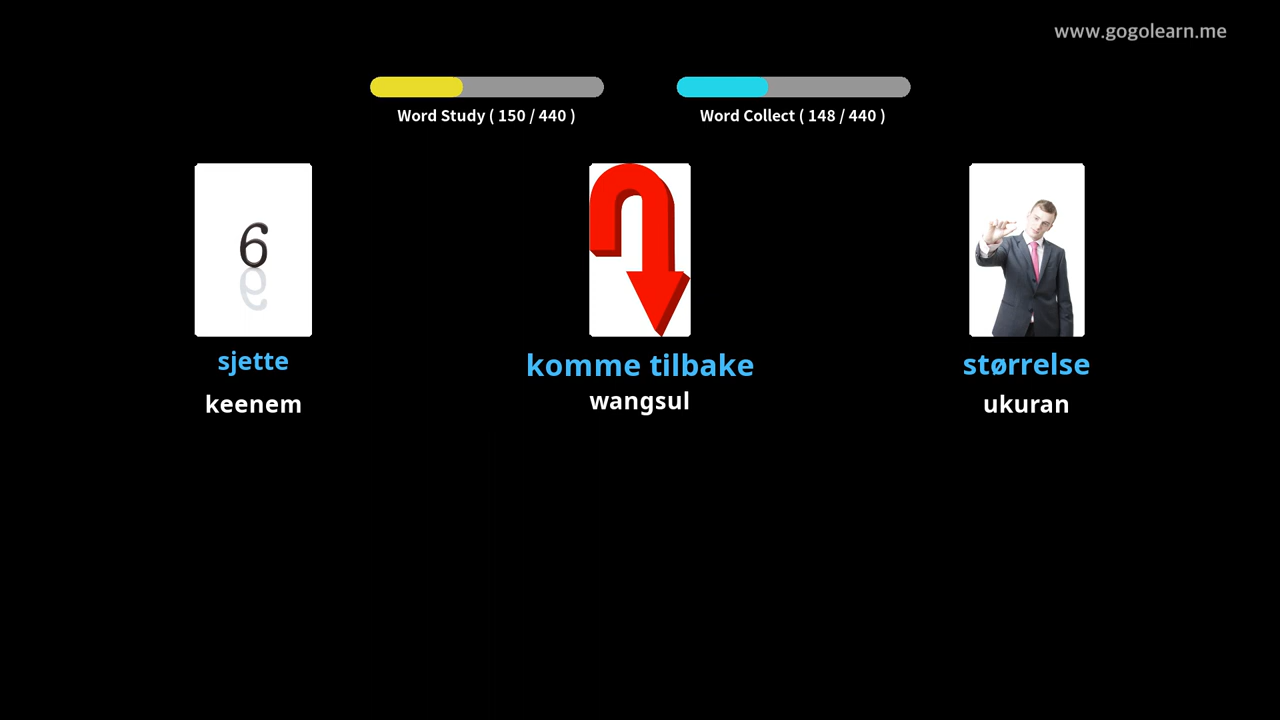 www.gogolearn.me
Word Study ( 150 / 440 )
Word Collect ( 148 / 440 )
6
sjette
keenem
komme tilbake
wangsul
størrelse
ukuran